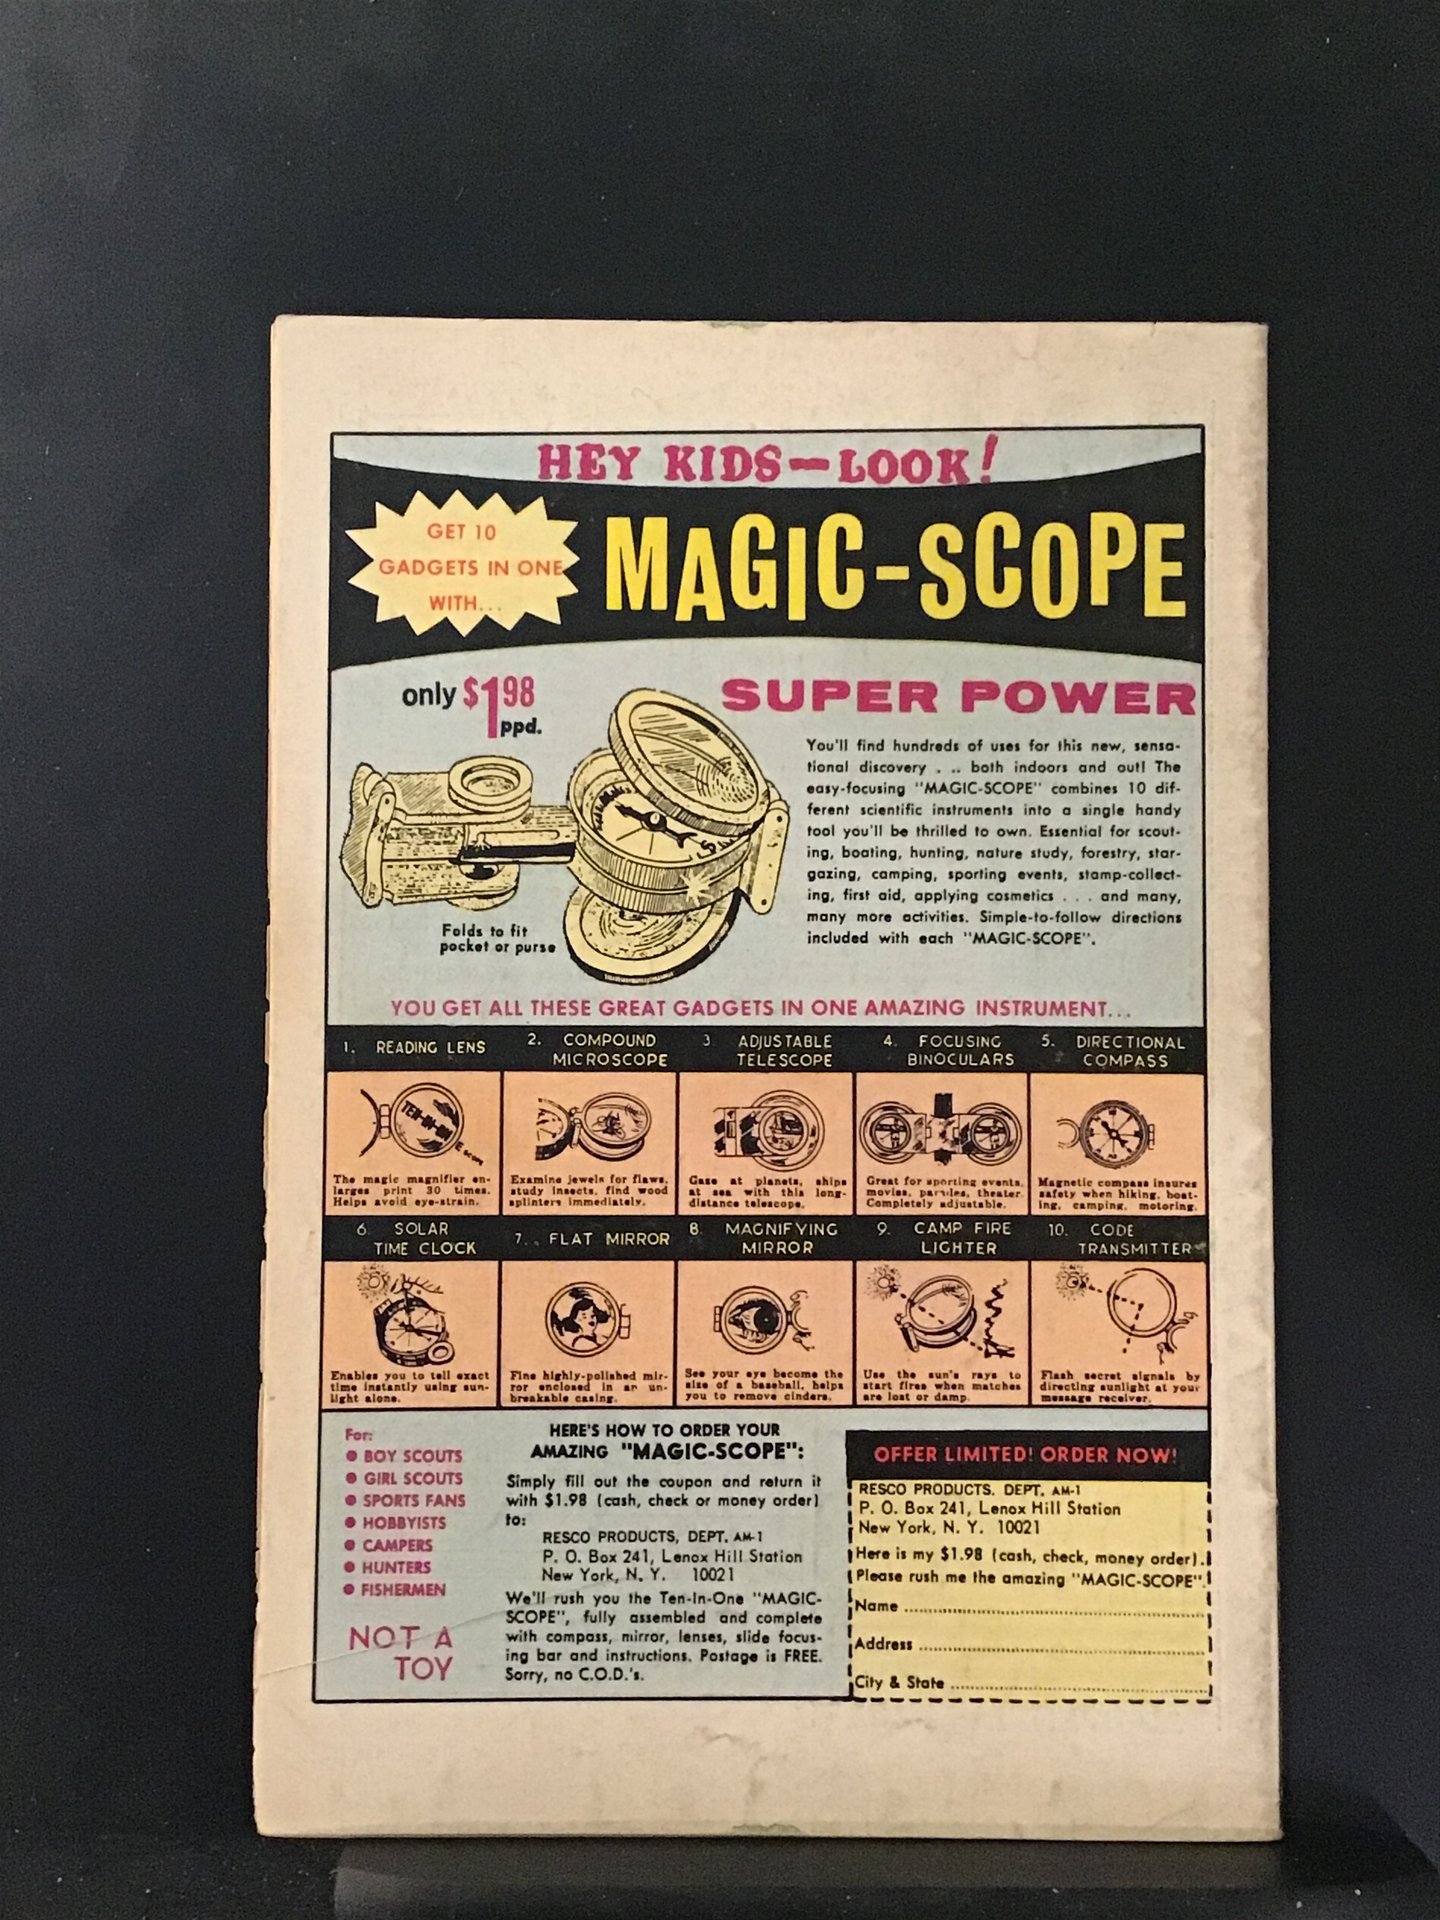 HEY KIDS—LOOK!
GET 10
GADGETS IN ONE
WITH...
MAGIC-SCOPE
only $1.98
ppd.
SUPER POWER
You'll find hundreds of uses for this new, sensa-
tional discovery . .. both indoors and out! The
easy-focusing "MAGIC-SCOPE" combines 10 dif-
ferent scientific instruments into a single handy
tool you'll be thrilled to own. Essential for scout-
ing, boating, hunting, nature study, forestry, star-
gazing, camping, sporting events, stamp-collect-
ing, first aid, applying cosmetics . . . and many,
many more activities. Simple-to-follow directions
included with each "MAGIC-SCOPE".
Folds to fit
pocket or purse
YOU GET ALL THESE GREAT GADGETS IN ONE AMAZING INSTRUMENT...
1. READING LENS
TEN-IN-ONE
SCOPE
The magic magnifier en-
larges print 30 times.
Helps avoid eye-strain.
2. COMPOUND
MICROSCOPE
Examine jewels for flaws,
study insects, find wood
splinters immediately.
3 ADJUSTABLE
TELESCOPE
Gaze at planets, ships
at sea with this long-
distance telescope.
4. FOCUSING
BINOCULARS
Great for sporting events,
movies, parades, theater.
Completely adjustable.
5. DIRECTIONAL
COMPASS
Magnetic compass insures
safety when hiking, boat-
ing, camping, motoring.
6. SOLAR
TIME CLOCK
Enables you to tell exact
time instantly using sun-
light alone.
7. FLAT MIRROR
Fine highly-polished mir-
ror enclosed in an un-
breakable casing.
8. MAGNIFYING
MIRROR
See your eye become the
size of a baseball, helps
you to remove cinders.
9. CAMP FIRE
LIGHTER
Use the sun's rays to
start fires when matches
are lost or damp.
10. CODE
TRANSMITTER
Flash secret signals by
directing sunlight at your
message receiver.
For:
● BOY SCOUTS
● GIRL SCOUTS
● SPORTS FANS
● HOBBYISTS
● CAMPERS
● HUNTERS
● FISHERMEN
NOT A
TOY
HERE'S HOW TO ORDER YOUR
AMAZING "MAGIC-SCOPE":
Simply fill out the coupon and return it
with $1.98 (cash, check or money order)
to:
RESCO PRODUCTS, DEPT. AM-1
P. O. Box 241, Lenox Hill Station
New York, N. Y. 10021
We'll rush you the Ten-In-One "MAGIC-
SCOPE", fully assembled and complete
with compass, mirror, lenses, slide focus-
ing bar and instructions. Postage is FREE.
Sorry, no C.O.D.'s.
OFFER LIMITED! ORDER NOW!
RESCO PRODUCTS. DEPT. AM-1
P. O. Box 241, Lenox Hill Station
New York, N. Y. 10021
Here is my $1.98 (cash, check, money order).
Please rush me the amazing "MAGIC-SCOPE".
Name
Address
City & State